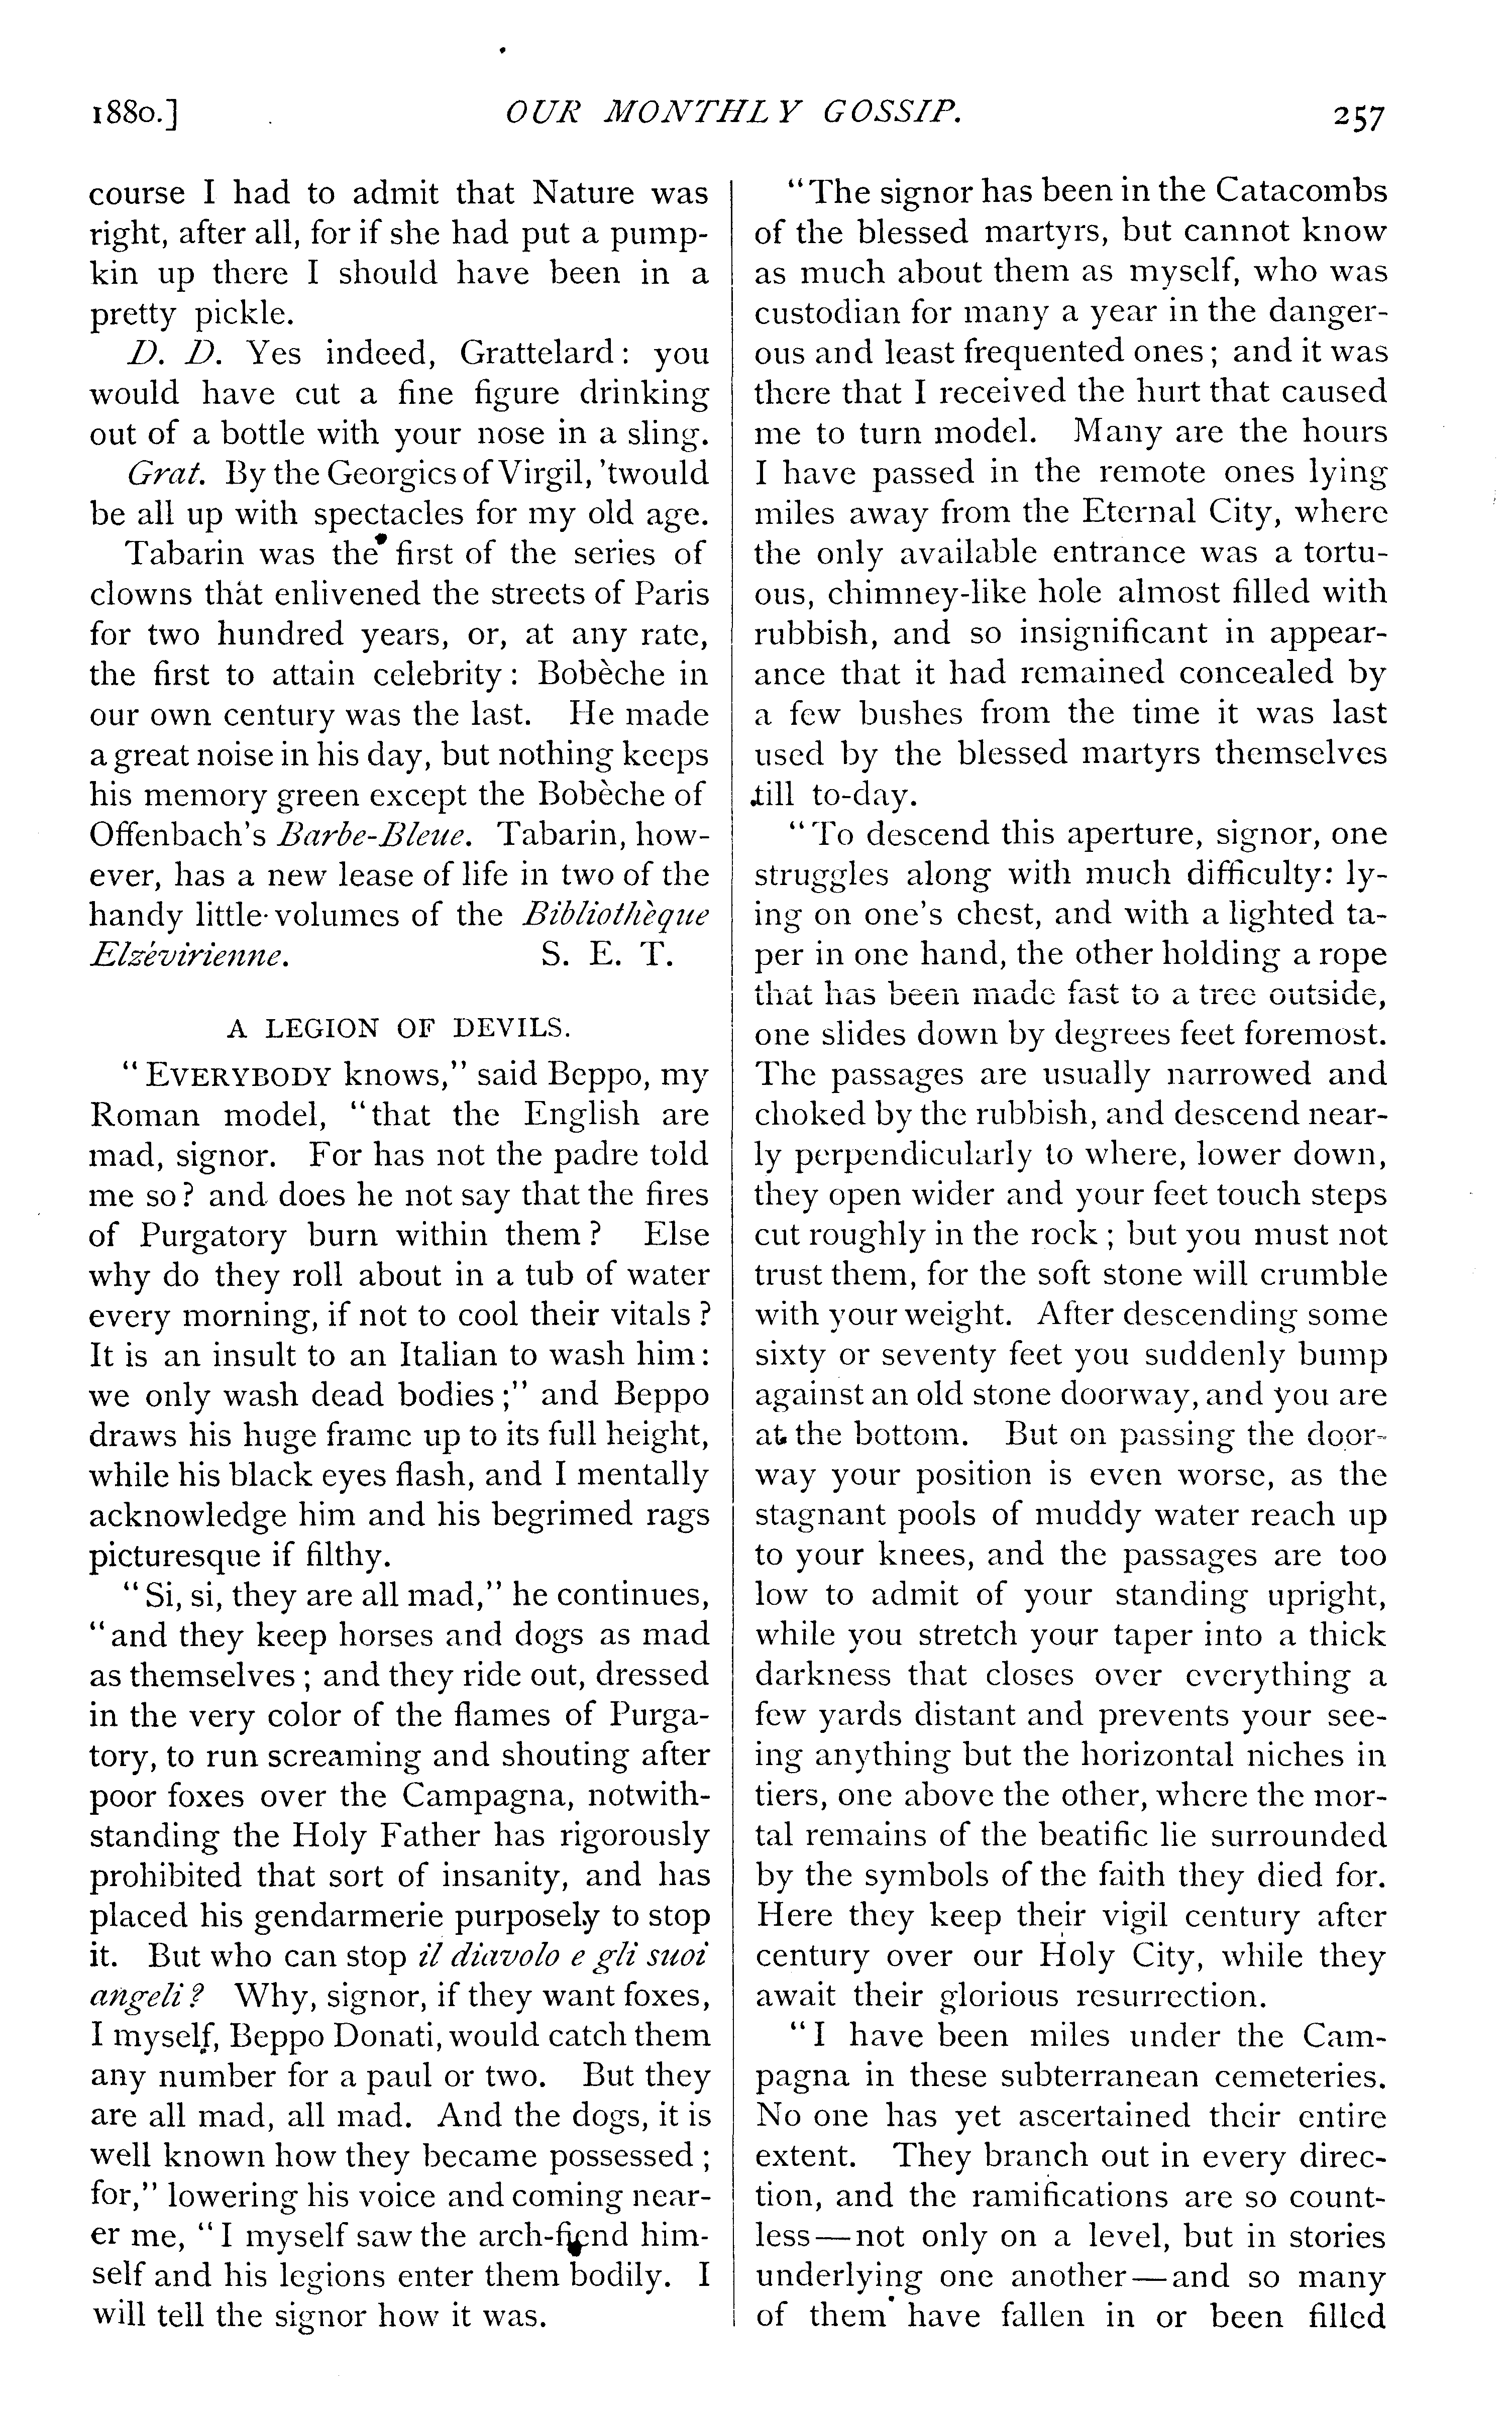 1880.] OUR MONTHLY GOSSIP. 257
course I had to admit that Nature was
right, after all, for if she had put a pump-
kin up there I should have been in a
pretty pickle.
D. D. Yes indeed, Grattelard: you
would have cut a fine figure drinking
out of a bottle with your nose in a sling.
Grat. By the Georgics of Virgil, 'twould
be all up with spectacles for my old age.
Tabarin was the first of the series of
clowns that enlivened the streets of Paris
for two hundred years, or, at any rate,
the first to attain celebrity: Bobèche in
our own century was the last. He made
a great noise in his day, but nothing keeps
his memory green except the Bobèche of
Offenbach's Barbe-Bleue. Tabarin, how-
ever, has a new lease of life in two of the
handy little volumes of the Bibliothèque
Elzévirienne. S. E. T.
A LEGION OF DEVILS.
"EVERYBODY knows," said Beppo, my
Roman model, "that the English are
mad, signor. For has not the padre told
me so? and does he not say that the fires
of Purgatory burn within them? Else
why do they roll about in a tub of water
every morning, if not to cool their vitals?
It is an insult to an Italian to wash him:
we only wash dead bodies;" and Beppo
draws his huge frame up to its full height,
while his black eyes flash, and I mentally
acknowledge him and his begrimed rags
picturesque if filthy.
"Si, si, they are all mad," he continues,
"and they keep horses and dogs as mad
as themselves; and they ride out, dressed
in the very color of the flames of Purga-
tory, to run screaming and shouting after
poor foxes over the Campagna, notwith-
standing the Holy Father has rigorously
prohibited that sort of insanity, and has
placed his gendarmerie purposely to stop
it. But who can stop il diavolo e gli suoi
angeli? Why, signor, if they want foxes,
I myself, Beppo Donati, would catch them
any number for a paul or two. But they
are all mad, all mad. And the dogs, it is
well known how they became possessed;
for," lowering his voice and coming near-
er me, "I myself saw the arch-fiend him-
self and his legions enter them bodily. I
will tell the signor how it was.
"The signor has been in the Catacombs
of the blessed martyrs, but cannot know
as much about them as myself, who was
custodian for many a year in the danger-
ous and least frequented ones; and it was
there that I received the hurt that caused
me to turn model. Many are the hours
I have passed in the remote ones lying
miles away from the Eternal City, where
the only available entrance was a tortu-
ous, chimney-like hole almost filled with
rubbish, and so insignificant in appear-
ance that it had remained concealed by
a few bushes from the time it was last
used by the blessed martyrs themselves
till to-day.
"To descend this aperture, signor, one
struggles along with much difficulty: ly-
ing on one's chest, and with a lighted ta-
per in one hand, the other holding a rope
that has been made fast to a tree outside,
one slides down by degrees feet foremost.
The passages are usually narrowed and
choked by the rubbish, and descend near-
ly perpendicularly to where, lower down,
they open wider and your feet touch steps
cut roughly in the rock; but you must not
trust them, for the soft stone will crumble
with your weight. After descending some
sixty or seventy feet you suddenly bump
against an old stone doorway, and you are
at the bottom. But on passing the door-
way your position is even worse, as the
stagnant pools of muddy water reach up
to your knees, and the passages are too
low to admit of your standing upright,
while you stretch your taper into a thick
darkness that closes over everything a
few yards distant and prevents your see-
ing anything but the horizontal niches in
tiers, one above the other, where the mor-
tal remains of the beatific lie surrounded
by the symbols of the faith they died for.
Here they keep their vigil century after
century over our Holy City, while they
await their glorious resurrection.
"I have been miles under the Cam-
pagna in these subterranean cemeteries.
No one has yet ascertained their entire
extent. They branch out in every direc-
tion, and the ramifications are so count-
less—not only on a level, but in stories
underlying one another—and so many
of them have fallen in or been filled